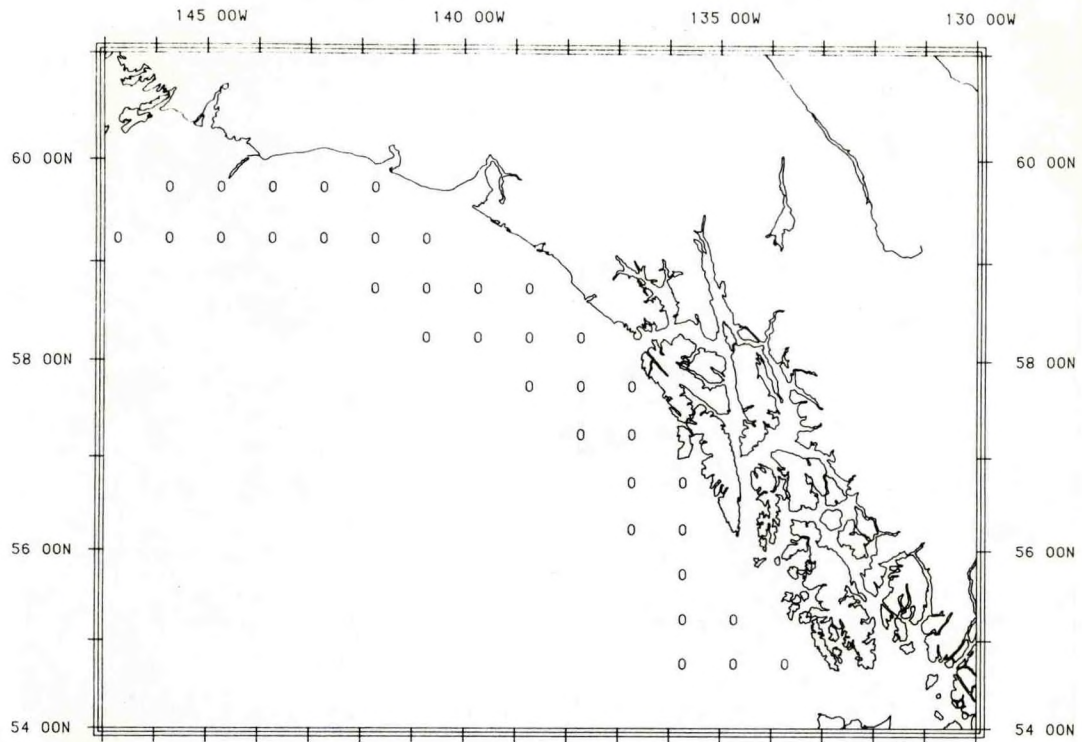 145 00W 140 00W 135 00W 130 00W
60 00N 60 00N
0 0 0 0 0
0 0 0 0 0 0 0
0 0 0 0
0 0 0 0
58 00N 58 00N
0 0 0
0 0
0 0
0 0
56 00N 56 00N
0
0 0
0 0 0
54 00N 54 00N